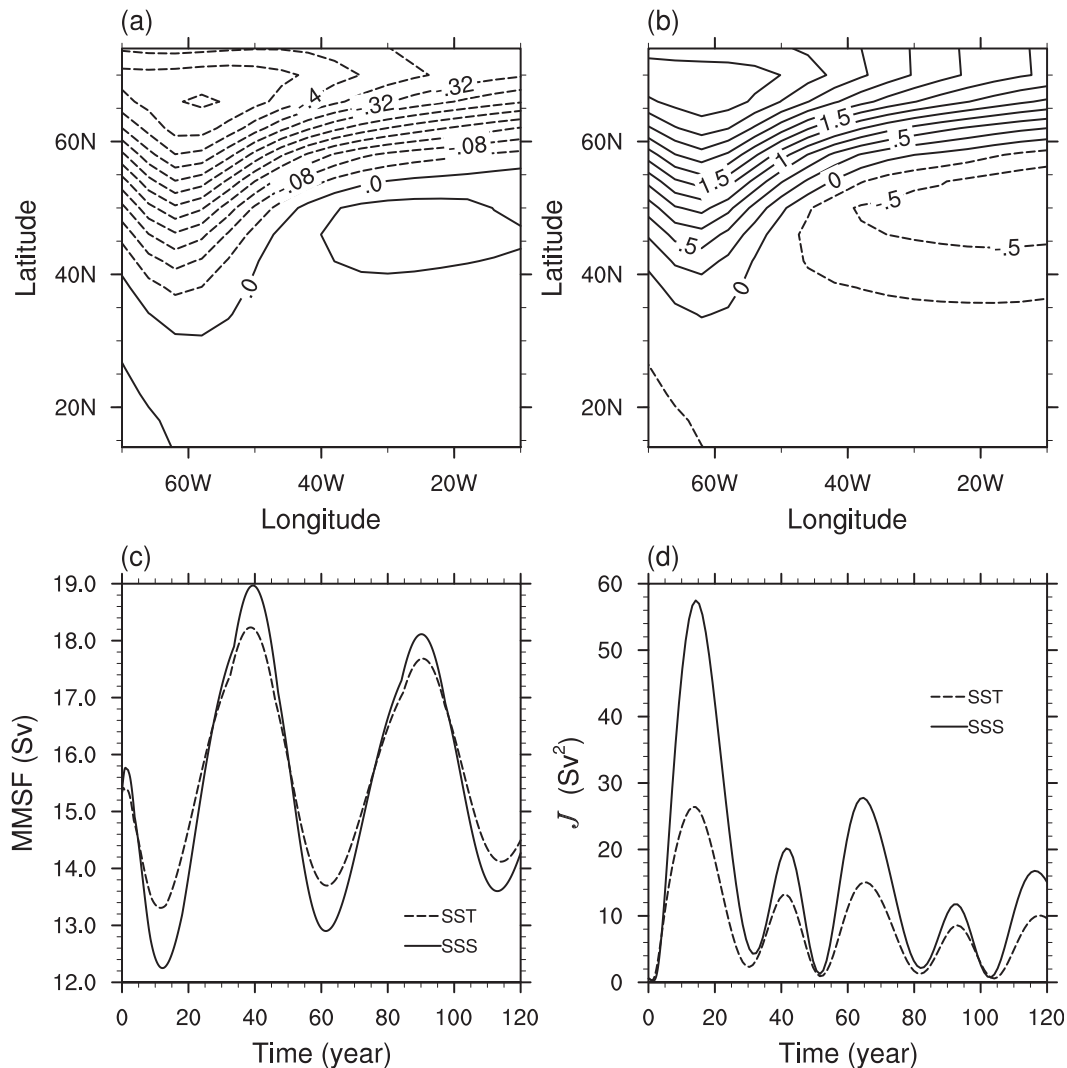 (a)
(b)
.4
.32
.32
.08
.08
.0
.0
60N
40N
20N
Latitude
60W
40W
20W
Longitude
1.5
1.5
1
.5
.5
0
0
-.5
-.5
60N
40N
20N
Latitude
60W
40W
20W
Longitude
(c)
19.0
18.0
17.0
16.0
15.0
14.0
13.0
12.0
MMSF (Sv)
SST
SSS
0
20
40
60
80
100
120
Time (year)
(d)
60
50
40
30
20
10
0
J (Sv²)
SST
SSS
0
20
40
60
80
100
120
Time (year)